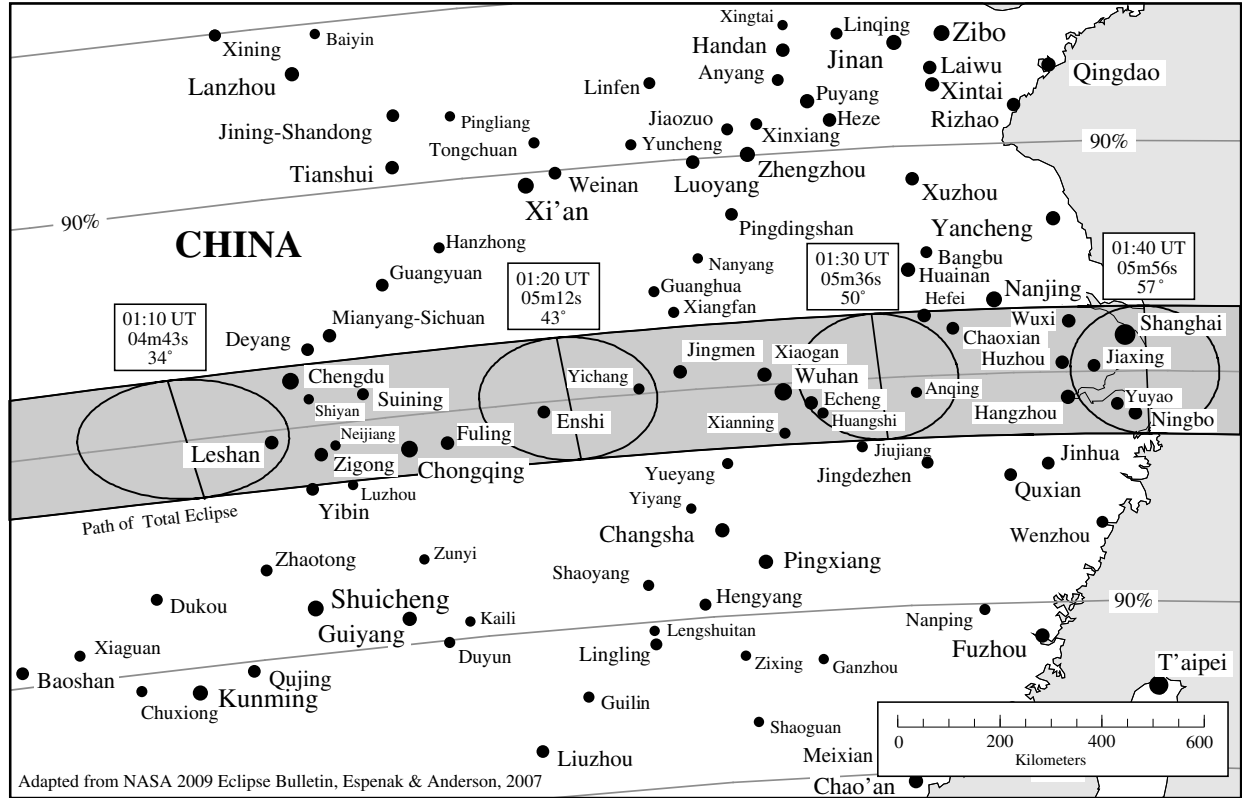 Xingtai
Linqing
Zibo
Xining
Baiyin
Handan
Jinan
Lanzhou
Anyang
Laiwu
Qingdao
Linfen
Puyang
Xintai
Jining-Shandong
Pingliang
Jiaozuo
Xinxiang
Heze
Rizhao
Tongchuan
Yuncheng
90%
Tianshui
Weinan
Luoyang
Zhengzhou
Xi’an
Xuzhou
90%
Pingdingshan
Yancheng
CHINA
Hanzhong
Nanyang
Bangbu
Guangyuan
Guanghua
Huainan
01:10 UT
04m43s
34°
01:20 UT
05m12s
43°
01:30 UT
05m36s
50°
01:40 UT
05m56s
57°
Xiangfan
Hefei
Nanjing
Mianyang-Sichuan
Deyang
Wuxi
Shanghai
Chaoxian
Jingmen
Xiaogan
Huzhou
Jiaxing
Chengdu
Yichang
Wuhan
Suining
Shiyan
Echeng
Anqing
Yuyao
Enshi
Huangshi
Hangzhou
Ningbo
Neijiang
Fuling
Xianning
Leshan
Zigong
Chongqing
Jiujiang
Jinhua
Yueyang
Jingdezhen
Luzhou
Yibin
Quxian
Path of Total Eclipse
Yiyang
Changsha
Wenzhou
Zhaotong
Zunyi
Pingxiang
Shaoyang
Dukou
Shuicheng
Hengyang
90%
Guiyang
Kaili
Nanping
Lengshuitan
Xiaguan
Duyun
Lingling
Zixing
Ganzhou
Fuzhou
T’aipei
Baoshan
Qujing
Chuxiong
Kunming
Guilin
Shaoguan
Liuzhou
Meixian
0 200 400 600
Kilometers
Chao’an
Adapted from NASA 2009 Eclipse Bulletin, Espenak & Anderson, 2007